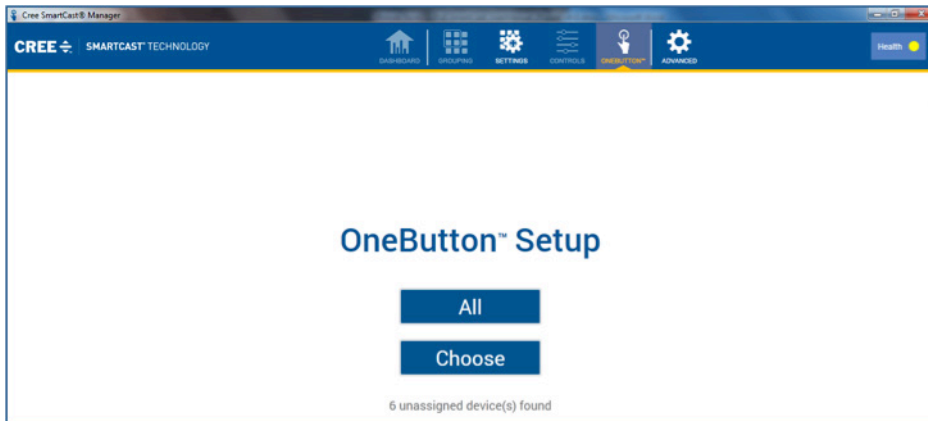 Cree SmartCast® Manager
CREE SMARTCAST™ TECHNOLOGY
DASHBOARD GROUPING SETTINGS CONTROLS ONEBUTTON™ ADVANCED
Health
OneButton™ Setup
All
Choose
6 unassigned device(s) found